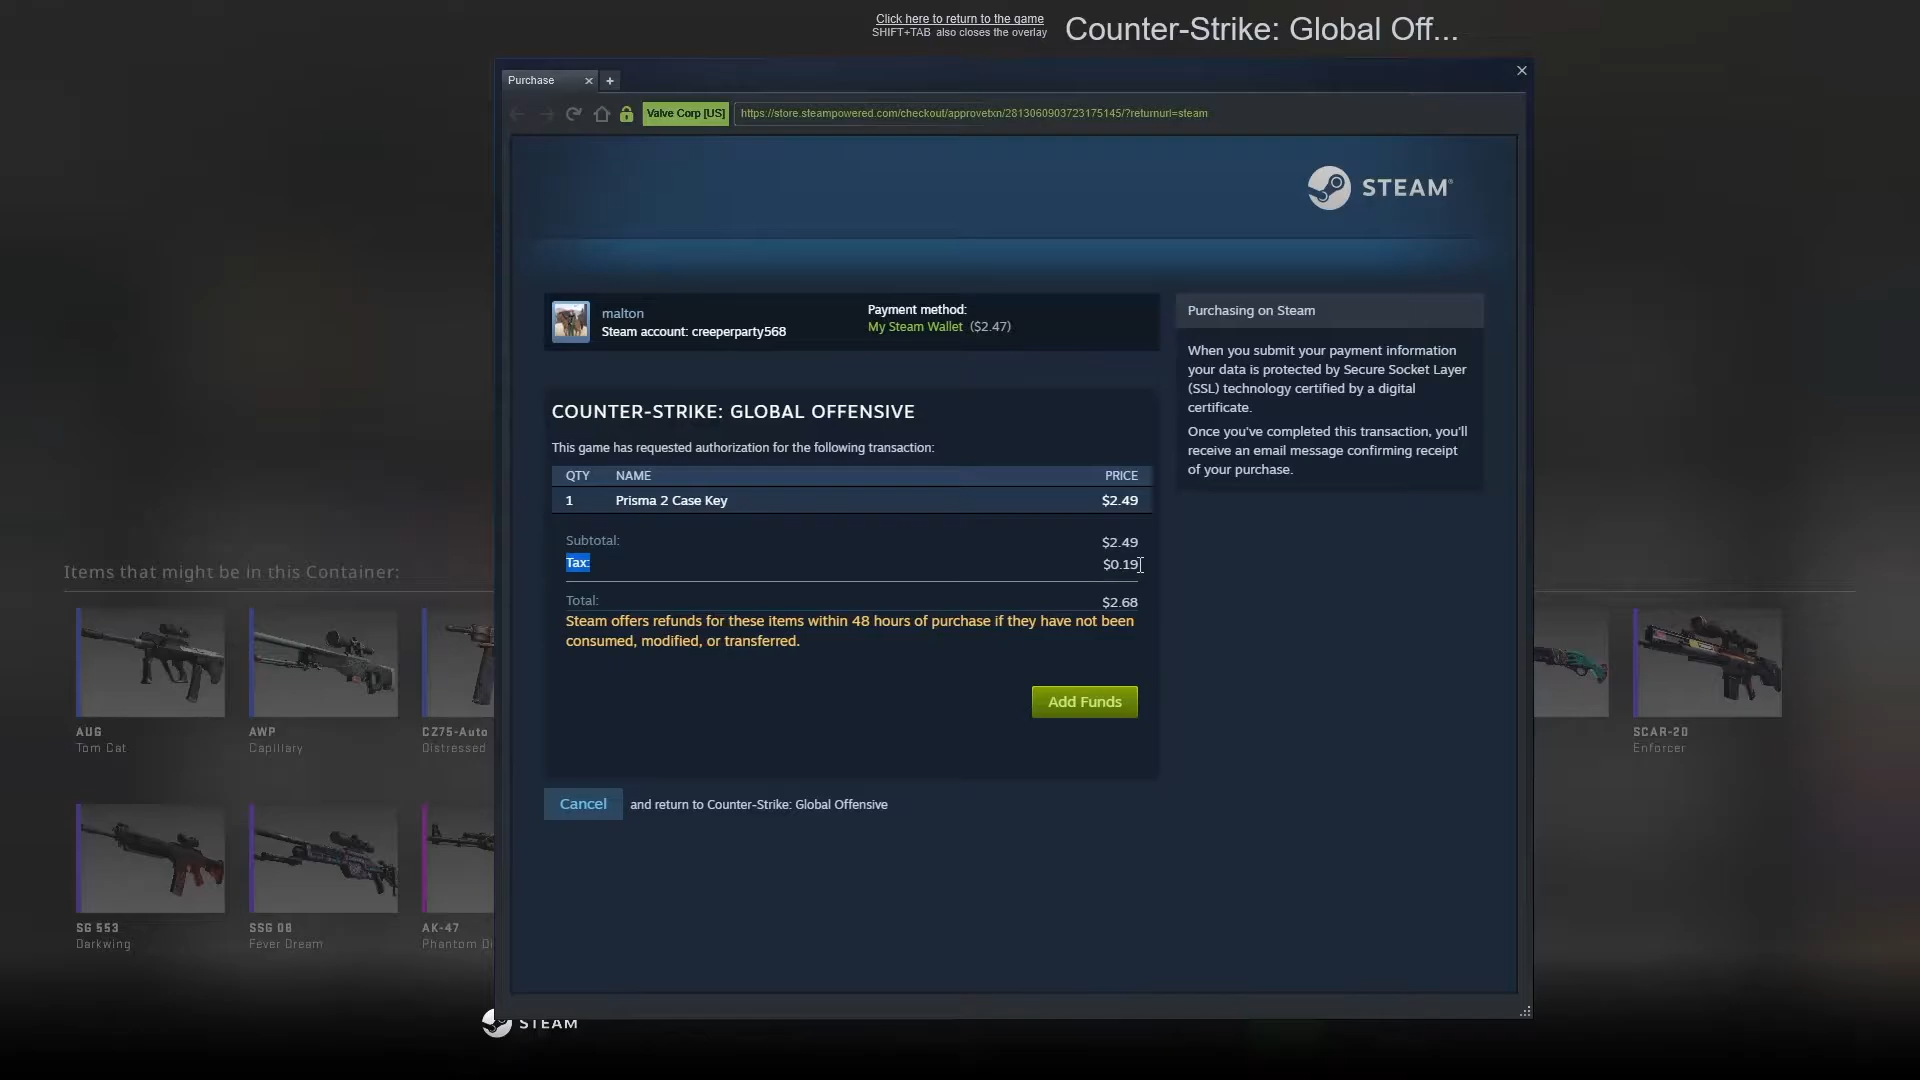 Click here to return to the game
SHIFT+TAB also closes the overlay
Counter-Strike: Global Off...
Purchase
Valve Corp [US]
https://store.steampowered.com/checkout/approvetxn/2813060903723175145/?returnurl=steam
STEAM
malton
Steam account: creeperparty568
Payment method:
My Steam Wallet ($2.47)
Purchasing on Steam
When you submit your payment information
your data is protected by Secure Socket Layer
(SSL) technology certified by a digital
certificate.
Once you've completed this transaction, you'll
receive an email message confirming receipt
of your purchase.
COUNTER-STRIKE: GLOBAL OFFENSIVE
This game has requested authorization for the following transaction:
QTY NAME PRICE
1 Prisma 2 Case Key $2.49
Subtotal: $2.49
Tax: $0.19
Total: $2.68
Steam offers refunds for these items within 48 hours of purchase if they have not been
consumed, modified, or transferred.
Add Funds
Cancel and return to Counter-Strike: Global Offensive
Items that might be in this Container:
AUG
Tom Cat
AWP
Capillary
CZ75-Auto
Distressed
SCAR-20
Enforcer
SG 553
Darkwing
SSG 08
Fever Dream
AK-47
Phantom D
STEAM